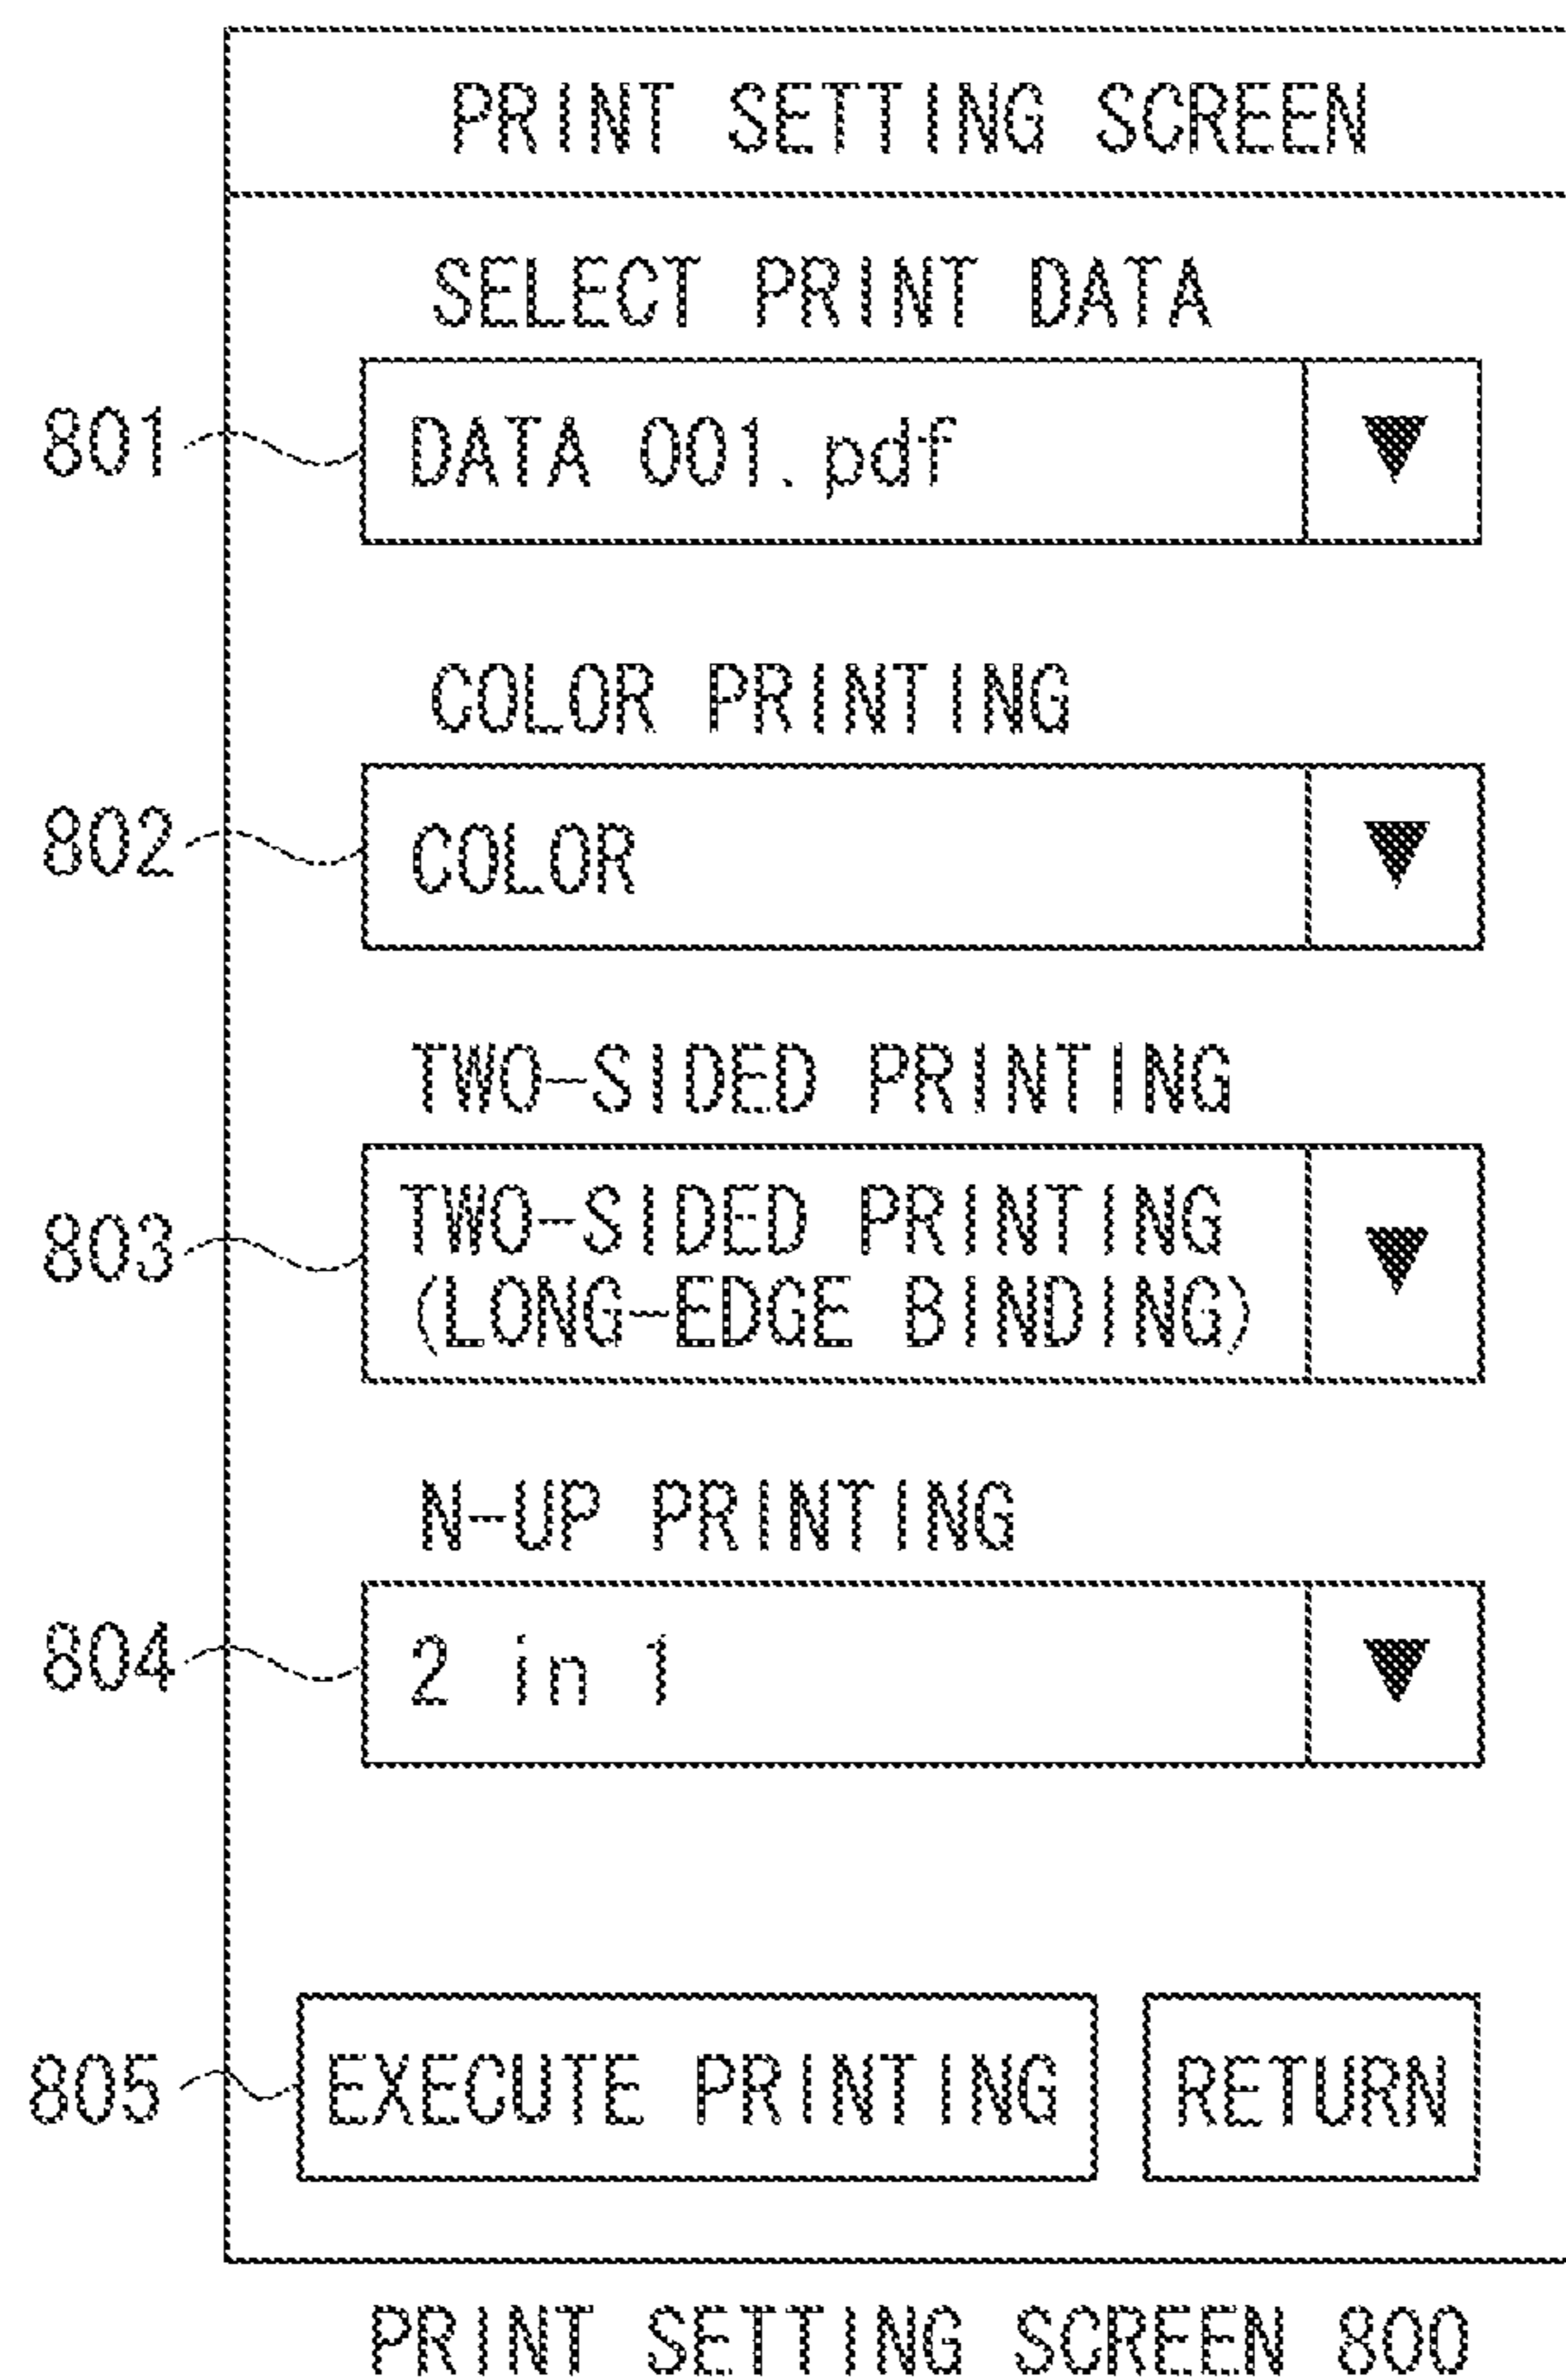 PRINT SETTING SCREEN
SELECT PRINT DATA
801
DATA 001.pdf
▼
COLOR PRINTING
802
COLOR
▼
TWO-SIDED PRINTING
803
TWO-SIDED PRINTING
(LONG-EDGE BINDING)
▼
N-UP PRINTING
804
2 in 1
▼
805
EXECUTE PRINTING
RETURN
PRINT SETTING SCREEN 800